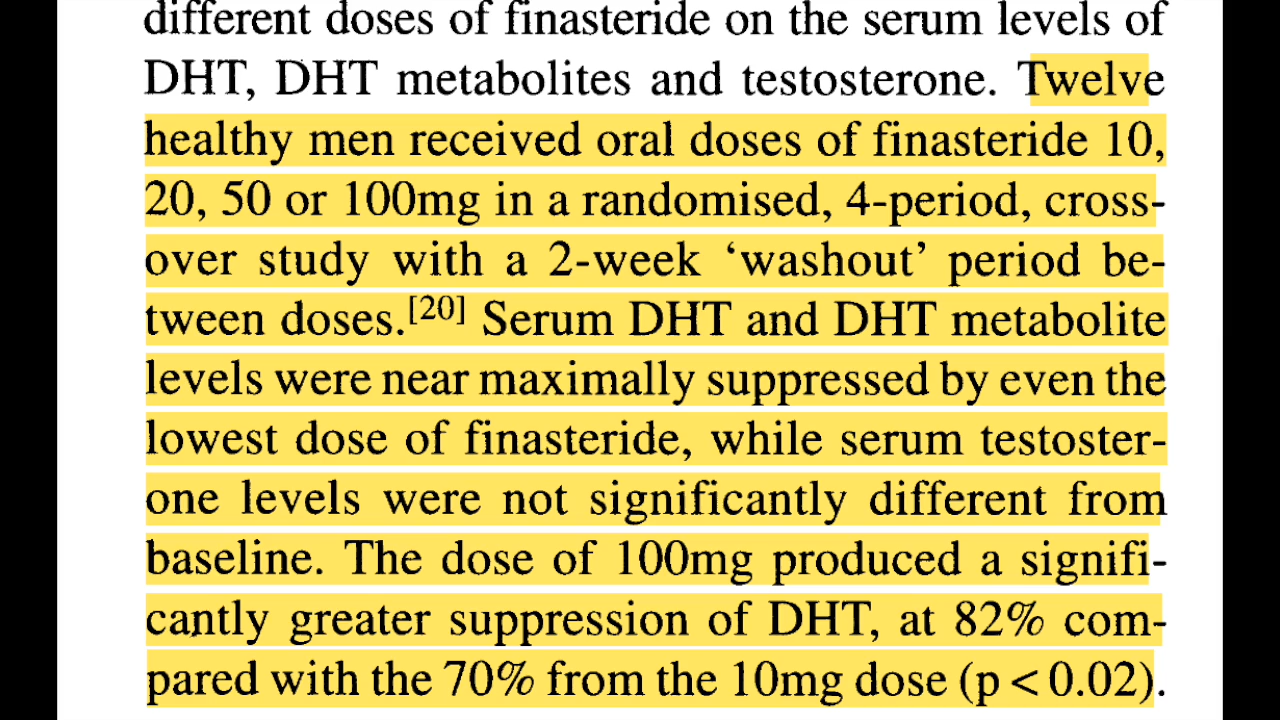 different doses of finasteride on the serum levels of
DHT, DHT metabolites and testosterone. Twelve
healthy men received oral doses of finasteride 10,
20, 50 or 100mg in a randomised, 4-period, cross-
over study with a 2-week ‘washout’ period be-
tween doses.[20] Serum DHT and DHT metabolite
levels were near maximally suppressed by even the
lowest dose of finasteride, while serum testoster-
one levels were not significantly different from
baseline. The dose of 100mg produced a signifi-
cantly greater suppression of DHT, at 82% com-
pared with the 70% from the 10mg dose (p < 0.02).